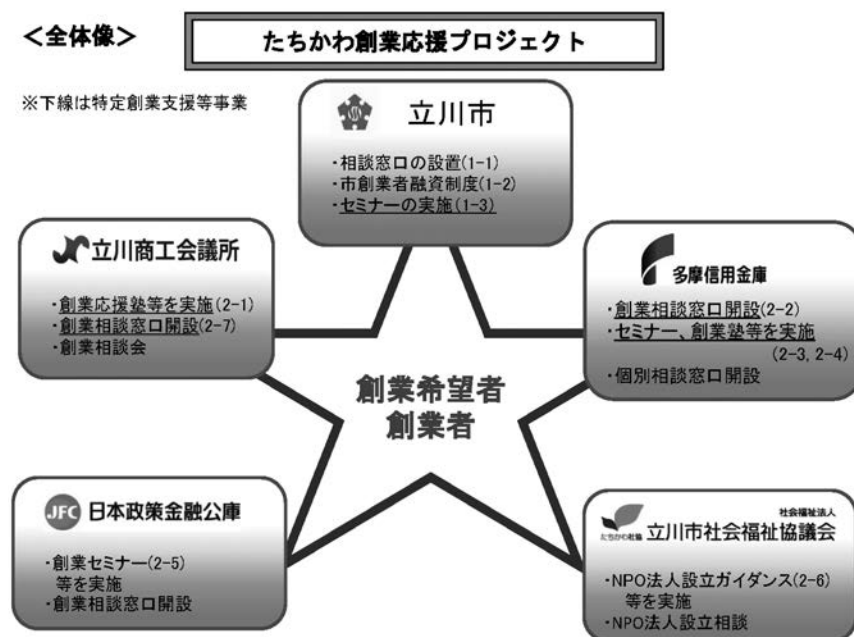 <全体像>
たちかわ創業応援プロジェクト
※下線は特定創業支援等事業
立川市
・相談窓口の設置(1-1)
・市創業者融資制度(1-2)
・セミナーの実施(1-3)
立川商工会議所
・創業応援塾等を実施(2-1)
・創業相談窓口開設(2-7)
・創業相談会
多摩信用金庫
・創業相談窓口開設(2-2)
・セミナー、創業塾等を実施
(2-3, 2-4)
・個別相談窓口開設
創業希望者
創業者
JFC 日本政策金融公庫
・創業セミナー(2-5)
等を実施
・創業相談窓口開設
社会福祉法人
たちかわ社協 立川市社会福祉協議会
・NPO法人設立ガイダンス(2-6)
等を実施
・NPO法人設立相談